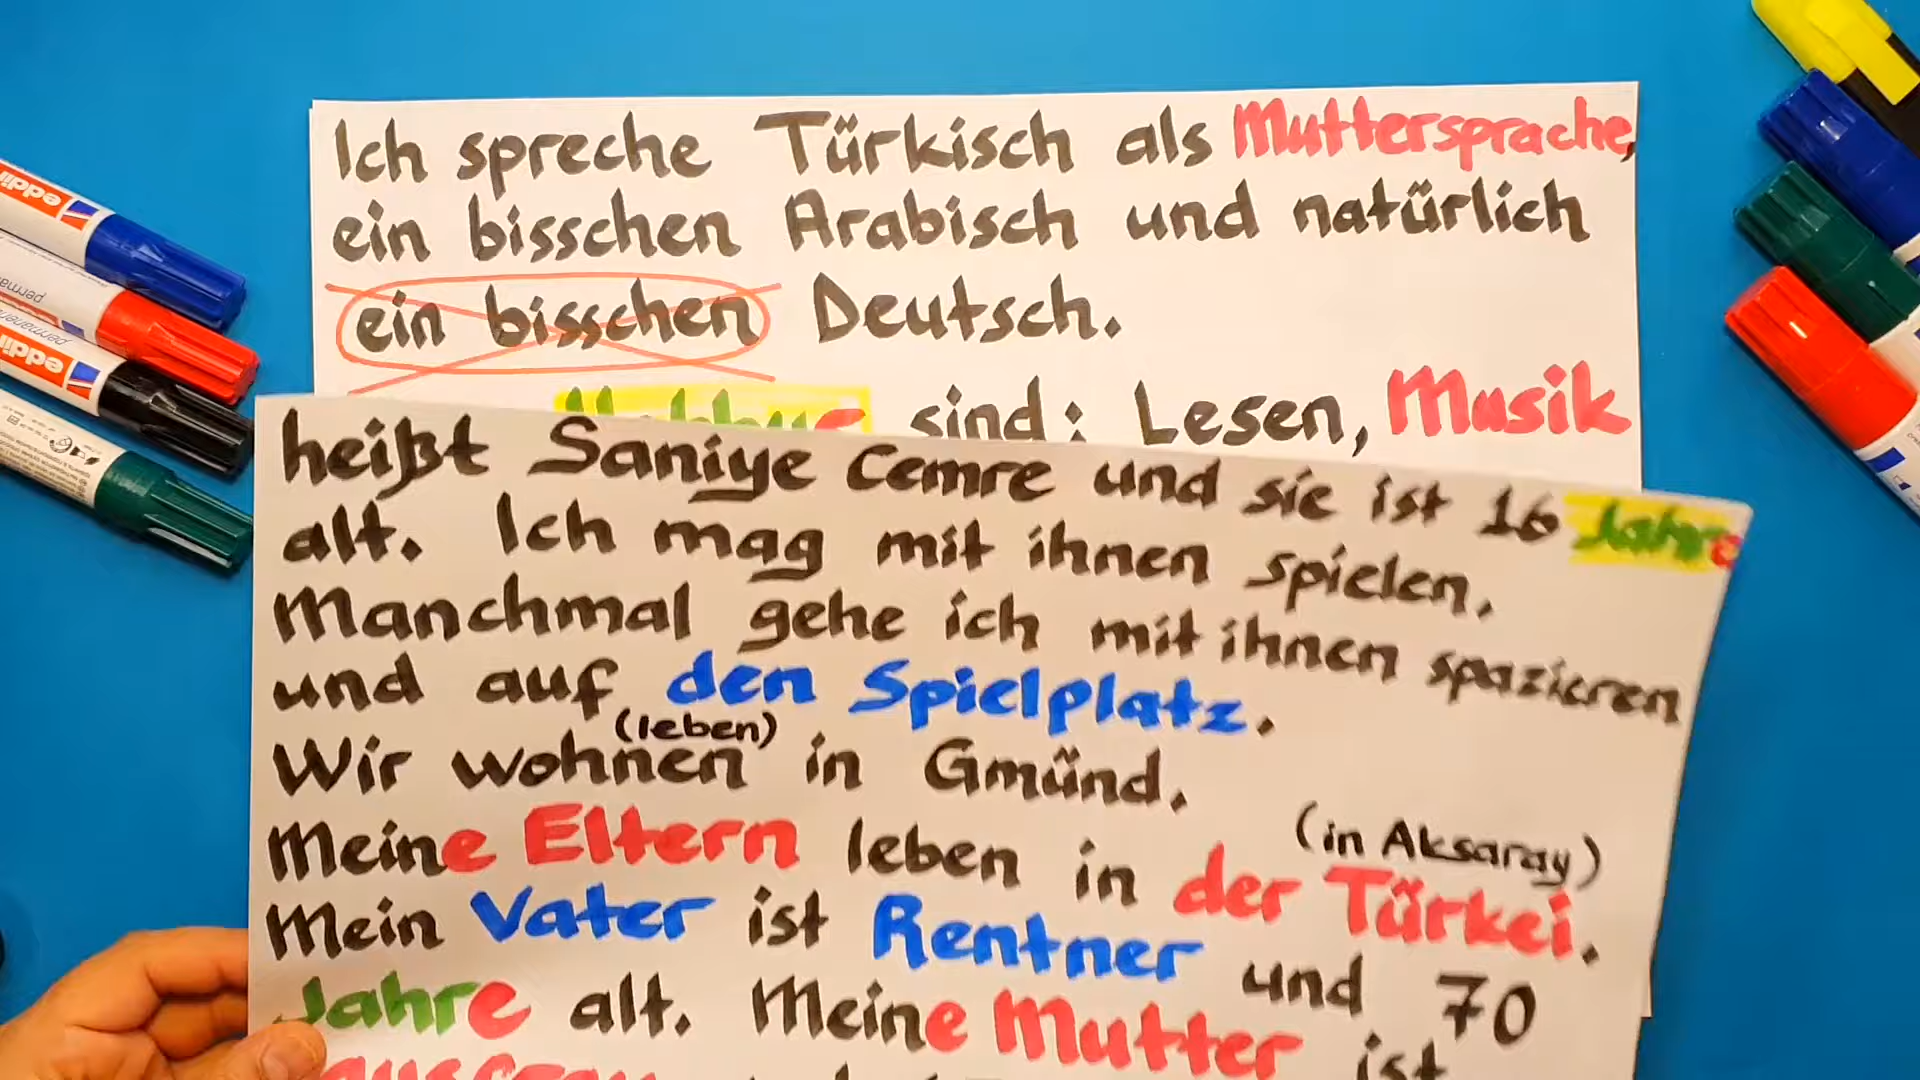 Ich spreche Türkisch als Muttersprache,
ein bisschen Arabisch und natürlich
ein bisschen Deutsch.
sind: Lesen, Musik
heißt Saniye Cemre und sie ist 16 Jahre
alt. Ich mag mit ihnen spielen.
Manchmal gehe ich mit ihnen spazieren
und auf den Spielplatz.
(leben)
Wir wohnen in Gmünd.
(in Aksaray)
Meine Eltern leben in der Türkei.
Mein Vater ist Rentner und 70
Jahre alt. Meine Mutter ist
edding
permanent
edding